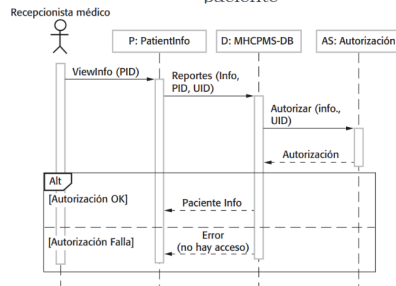 paciente
Recepcionista médico
P: PatientInfo
D: MHCPMS-DB
AS: Autorización
ViewInfo (PID)
Reportes (Info,
PID, UID)
Autorizar (info.,
UID)
Autorización
Alt
[Autorización OK]
Paciente Info
[Autorización Falla]
Error
(no hay acceso)